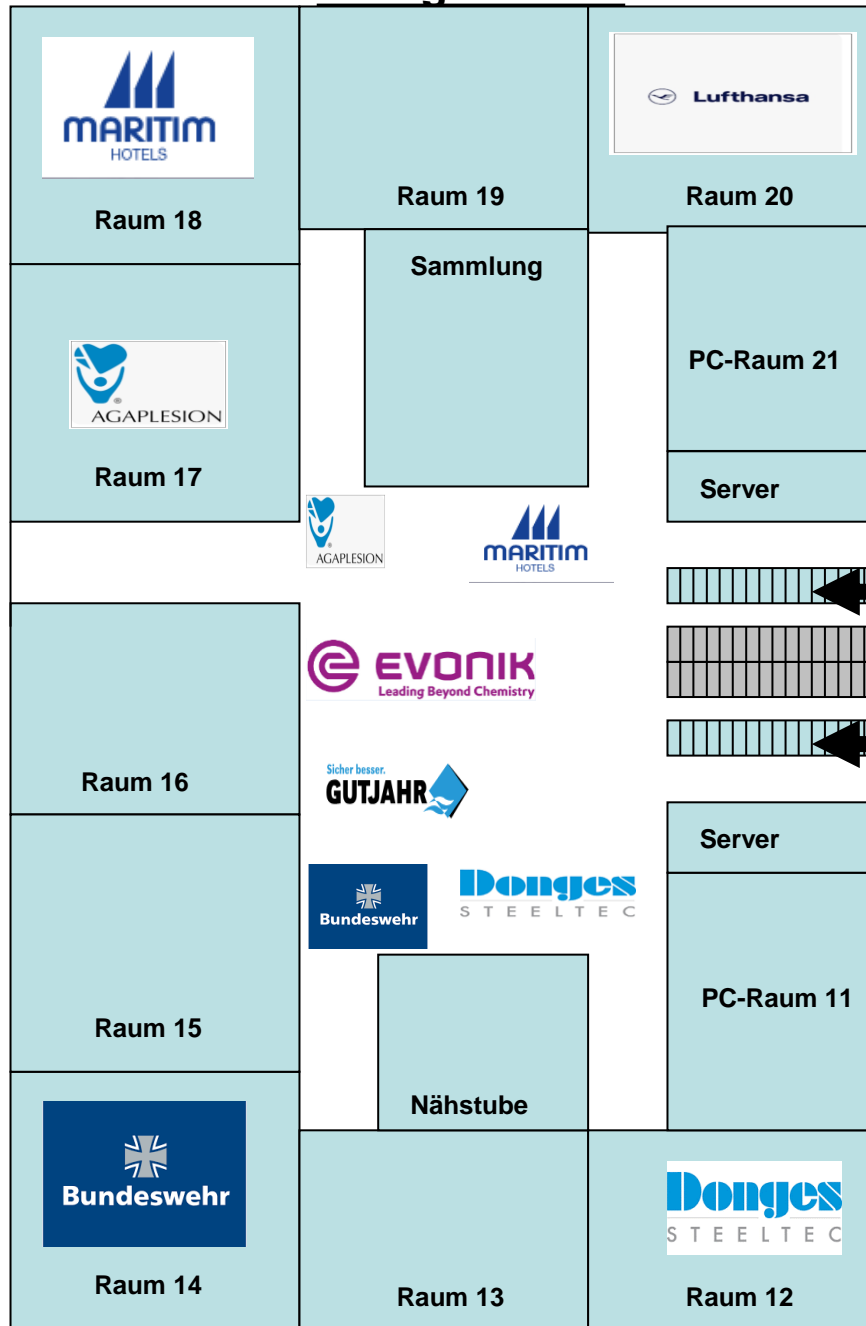 MARITIM
HOTELS
Raum 18
Raum 19
Lufthansa
Raum 20
Sammlung
PC-Raum 21
AGAPLESION
Raum 17
Server
AGAPLESION
MARITIM
HOTELS
EVONIK
Leading Beyond Chemistry
Raum 16
Sicher besser.
GUTJAHR
Server
Bundeswehr
Donges
STEELTEC
PC-Raum 11
Raum 15
Nähstube
Bundeswehr
Raum 14
Raum 13
Donges
STEELTEC
Raum 12